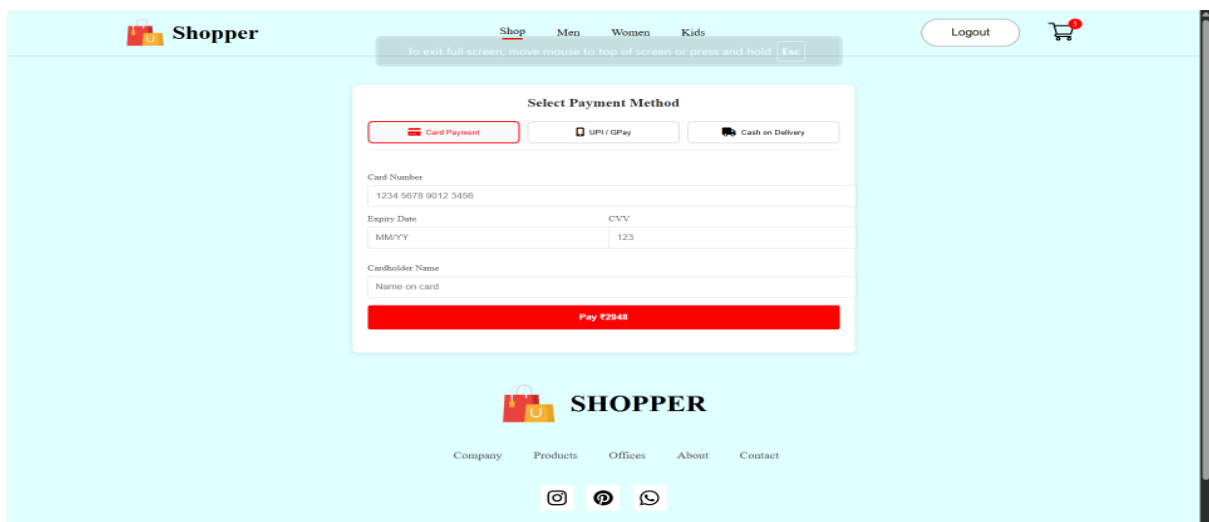 Shopper
Shop Men Women Kids
Logout
5
To exit full screen, move mouse to top of screen or press and hold Esc
Select Payment Method
Card Payment UPI / GPay Cash on Delivery
Card Number
1234 5678 9012 3456
Expiry Date CVV
MM/YY 123
Cardholder Name
Name on card
Pay ₹2948
U
SHOPPER
Company Products Offices About Contact